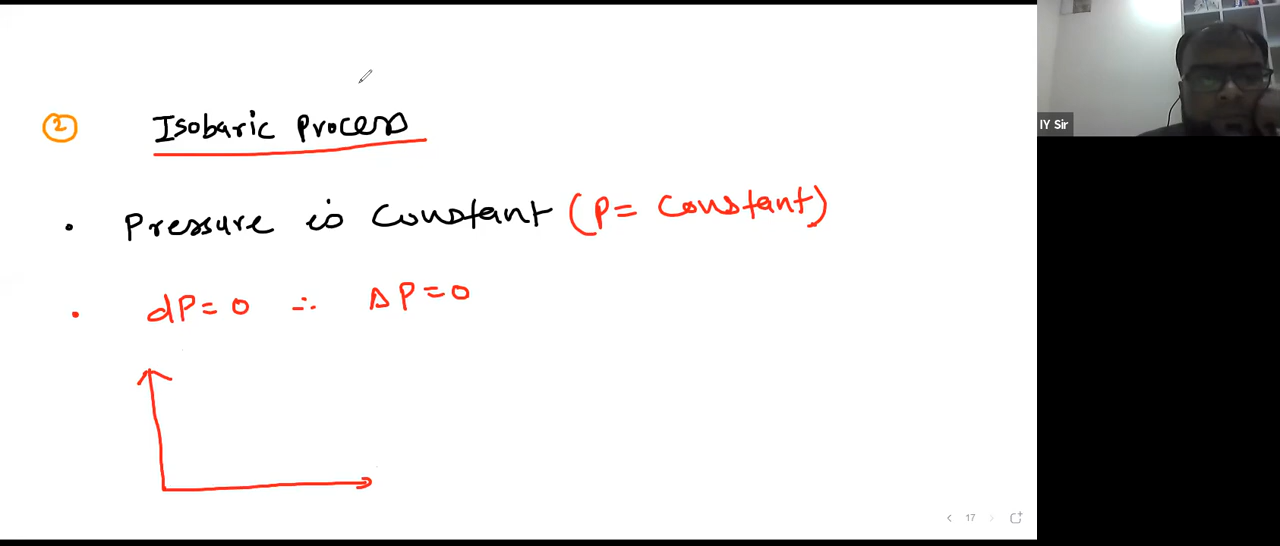 ② Isobaric Process
• Pressure is constant (P = constant)
• dP = 0 ∴ ΔP = 0
IY Sir
17